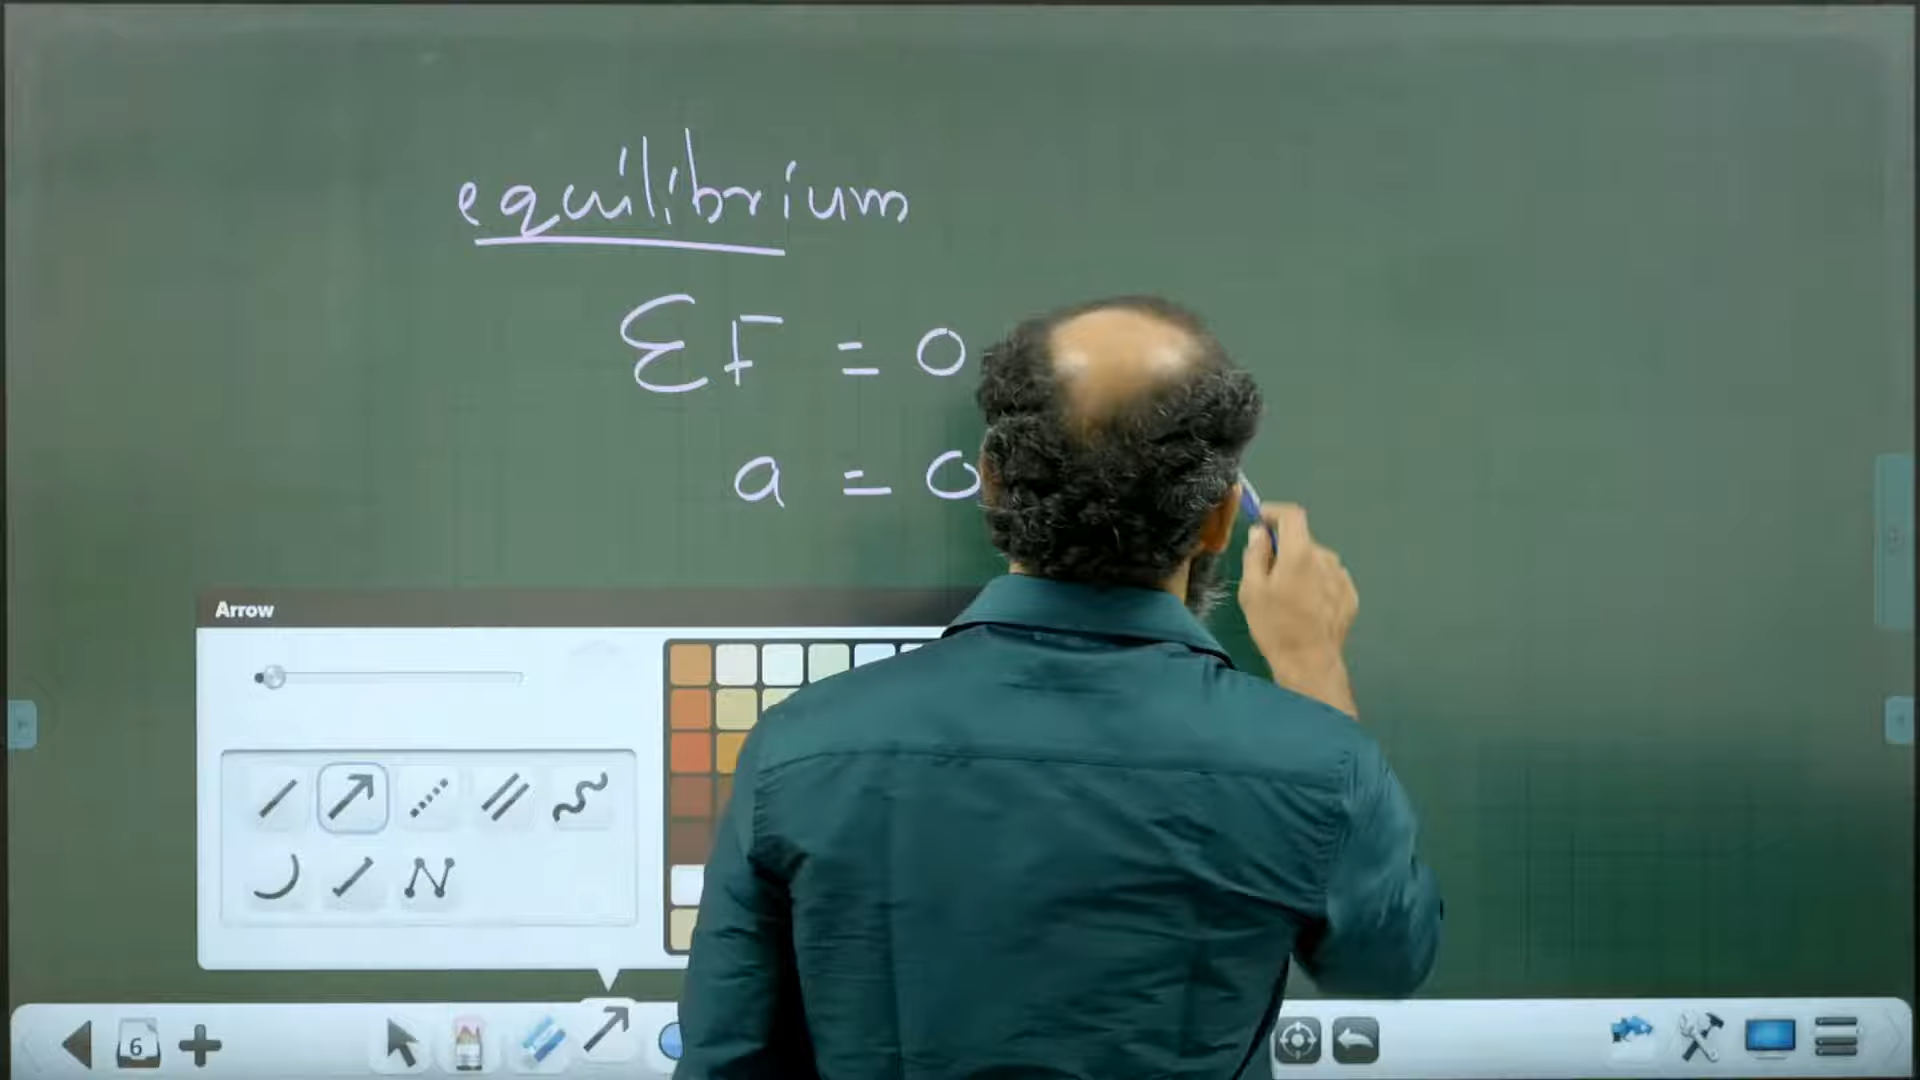 equilibrium
ΣF = 0
a = 0
Arrow
6